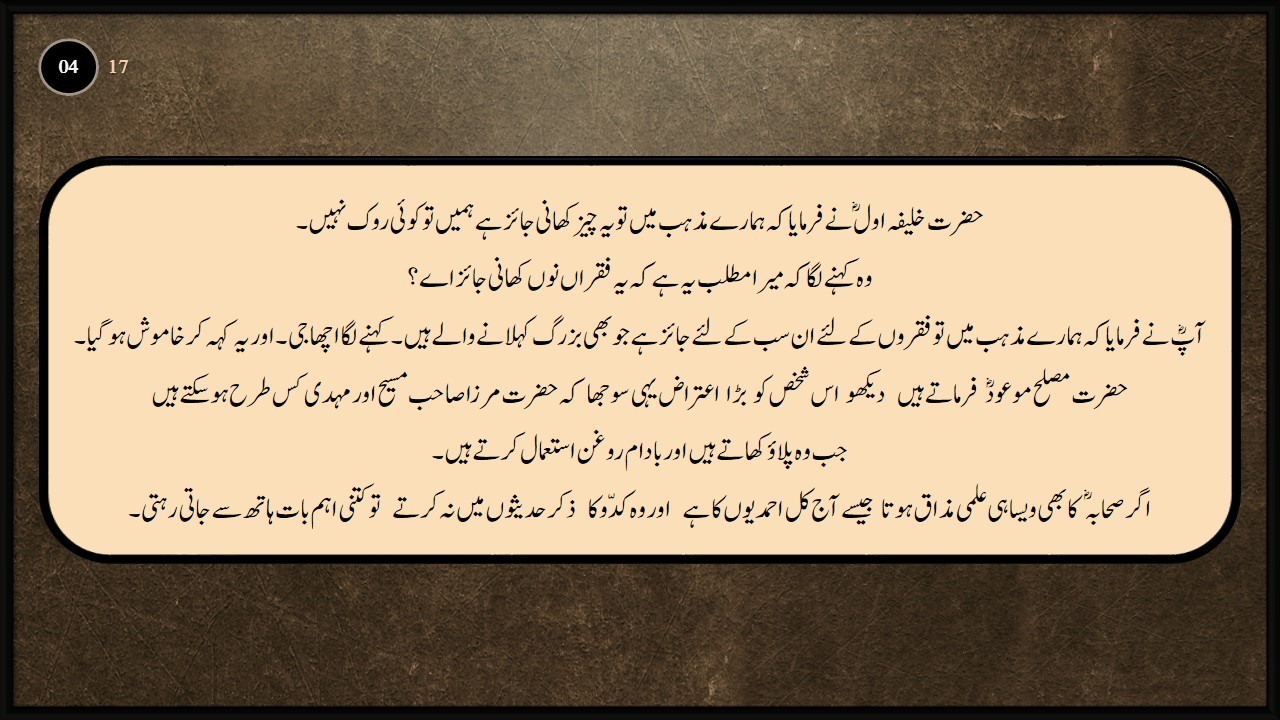 04 17
حضرت خلیفہ اولؓ نے فرمایا کہ ہمارے مذہب میں تو یہ چیز کھانی جائز ہے ہمیں تو کوئی روک نہیں۔
وہ کہنے لگا کہ میرا مطلب یہ ہے کہ یہ فقراں نوں کھانی جائز اے؟
آپؓ نے فرمایا کہ ہمارے مذہب میں تو فقروں کے لئے ان سب کے لئے جائز ہے جو بھی بزرگ کہلانے والے ہیں۔ کہنے لگا اچھا جی۔ اور یہ کہہ کر خاموش ہو گیا۔
حضرت مصلح موعودؓ فرماتے ہیں دیکھو اس شخص کو بڑا اعتراض یہی سوجھا کہ حضرت مرزا صاحب مسیح اور مہدی کس طرح ہو سکتے ہیں
جب وہ پلاؤ کھاتے ہیں اور بادام روغن استعمال کرتے ہیں۔
اگر صحابہؓ کا بھی ویسا ہی علمی مذاق ہوتا جیسے آج کل احمدیوں کا ہے اور وہ کدّو کا ذکر حدیثوں میں نہ کرتے تو کتنی اہم بات ہاتھ سے جاتی رہتی۔